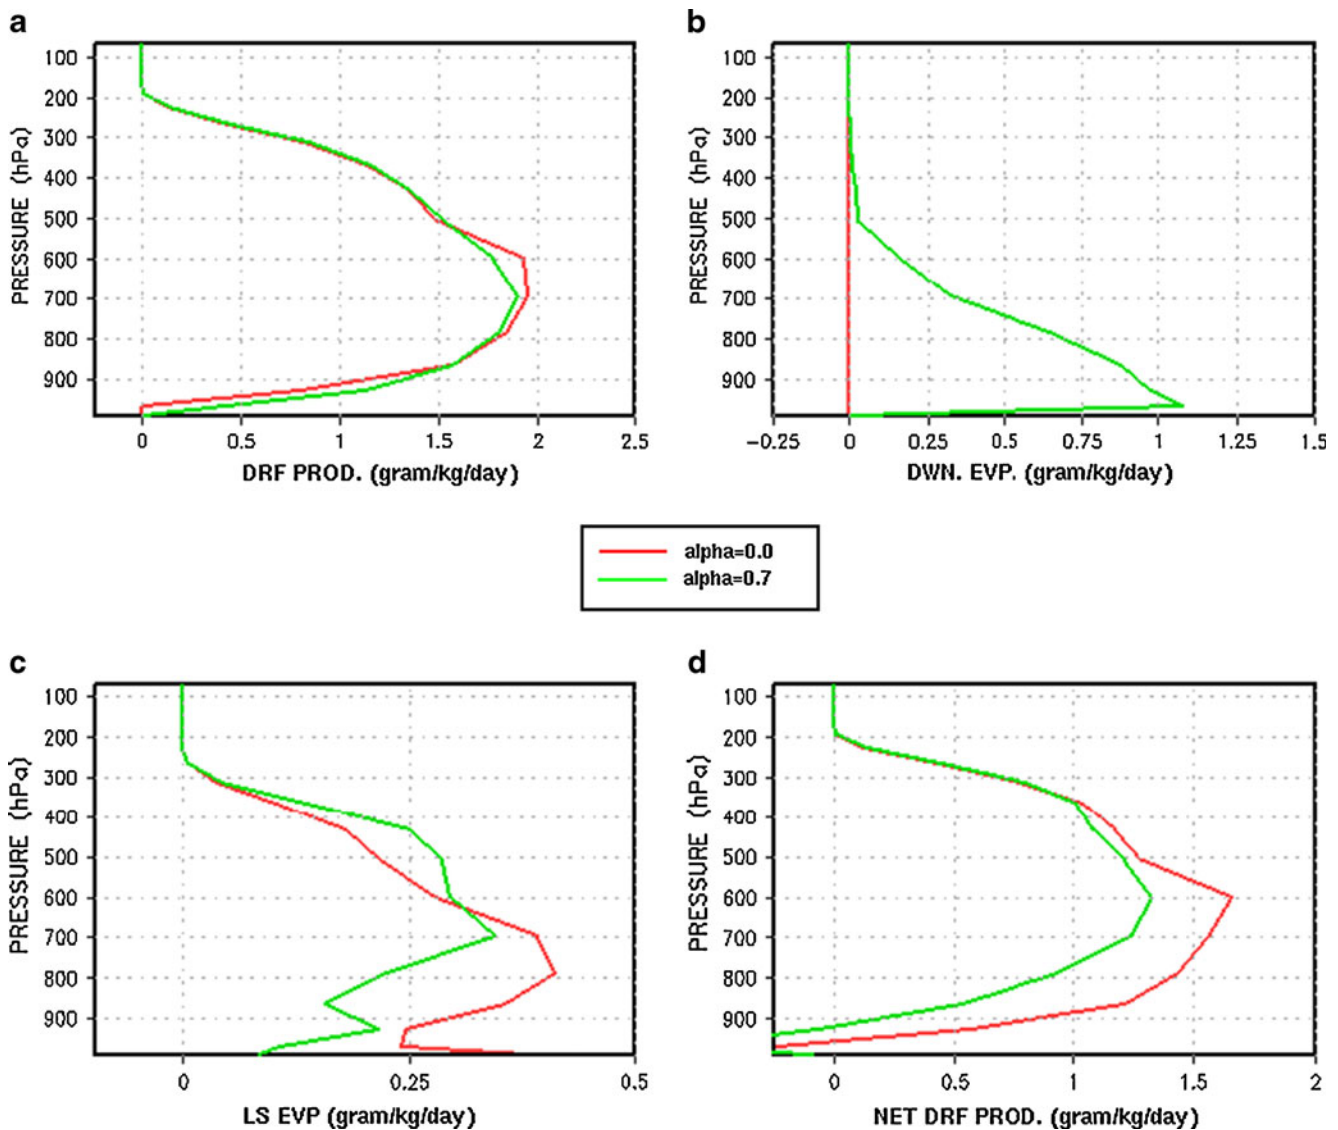 a
100
200
300
400
500
600
700
800
900
PRESSURE (hPa)
0 0.5 1 1.5 2 2.5
DRF PROD. (gram/kg/day)
b
100
200
300
400
500
600
700
800
900
PRESSURE (hPa)
-0.25 0 0.25 0.5 0.75 1 1.25 1.5
DWN. EVP. (gram/kg/day)
alpha=0.0
alpha=0.7
c
100
200
300
400
500
600
700
800
900
PRESSURE (hPa)
0 0.25 0.5
LS EVP (gram/kg/day)
d
100
200
300
400
500
600
700
800
900
PRESSURE (hPa)
0 0.5 1 1.5 2
NET DRF PROD. (gram/kg/day)